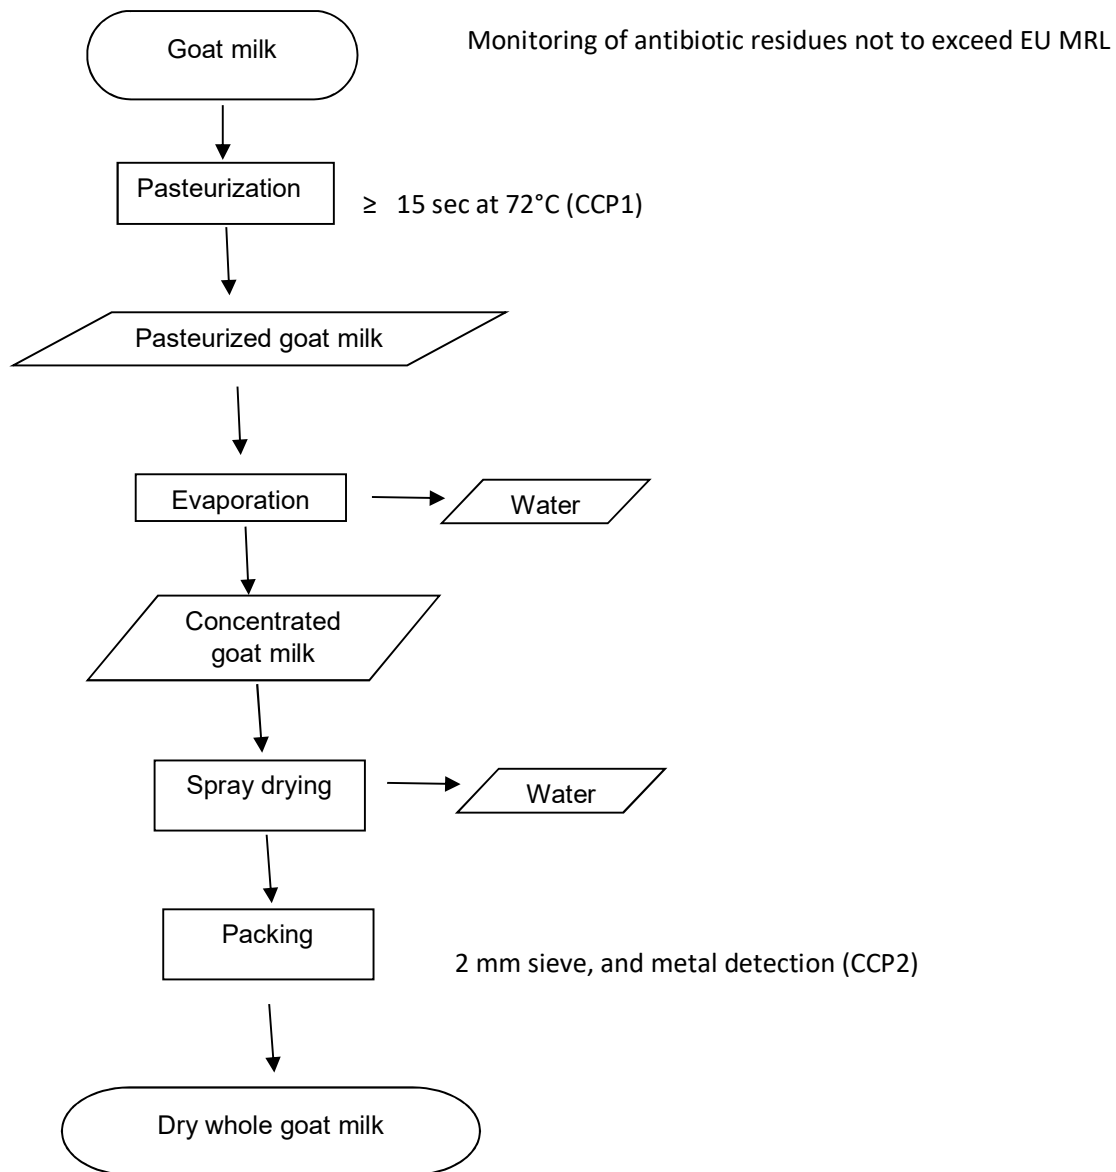 Goat milk
Monitoring of antibiotic residues not to exceed EU MRL
Pasteurization
≥ 15 sec at 72°C (CCP1)
Pasteurized goat milk
Evaporation
Water
Concentrated
goat milk
Spray drying
Water
Packing
2 mm sieve, and metal detection (CCP2)
Dry whole goat milk